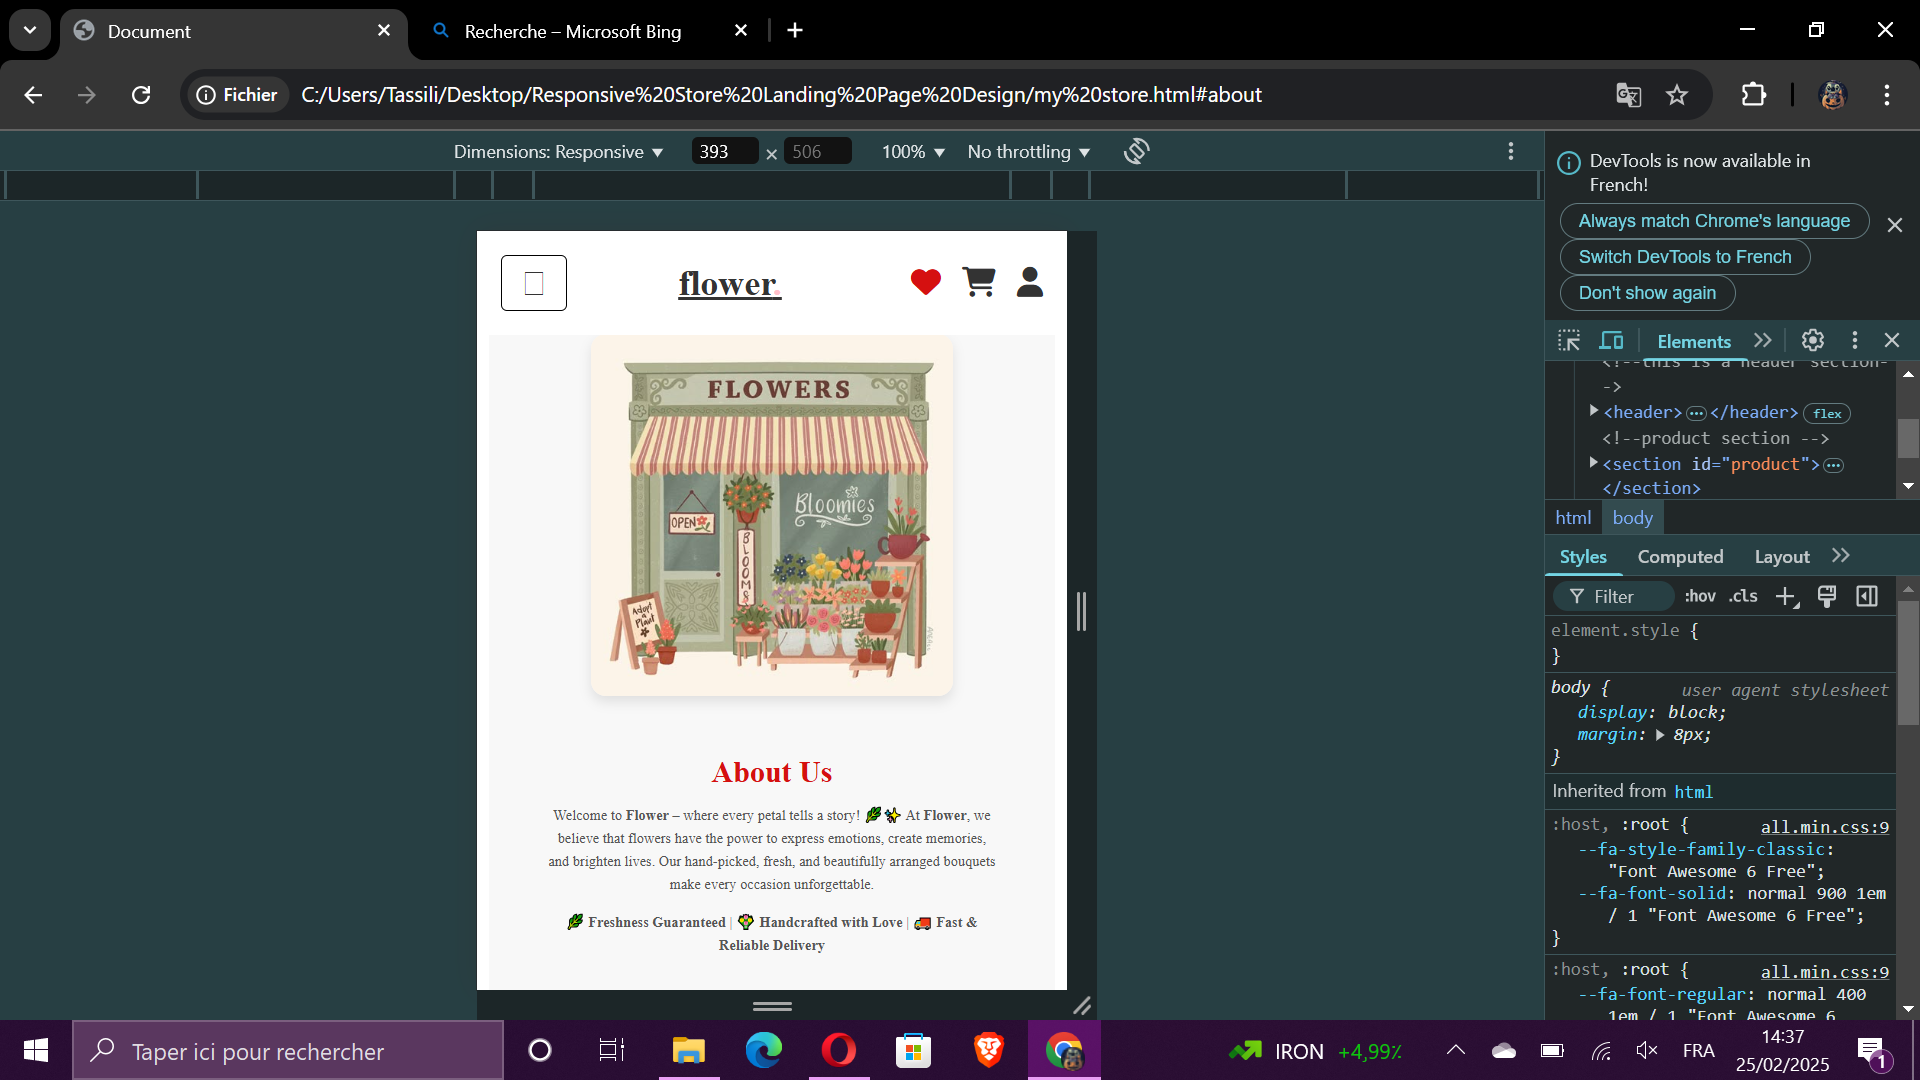 Document
Recherche – Microsoft Bing
Fichier
C:/Users/Tassili/Desktop/Responsive%20Store%20Landing%20Page%20Design/my%20store.html#about
Dimensions: Responsive
393
×
506
100%
No throttling
flower.
FLOWERS
Bloomies
OPEN
BLOOMS
Adopt
a
Plant
About Us
Welcome to Flower – where every petal tells a story! 🌿✨ At Flower, we
believe that flowers have the power to express emotions, create memories,
and brighten lives. Our hand-picked, fresh, and beautifully arranged bouquets
make every occasion unforgettable.
🌿 Freshness Guaranteed | 💐 Handcrafted with Love | 🚚 Fast &
Reliable Delivery
DevTools is now available in
French!
Always match Chrome's language
Switch DevTools to French
Don't show again
Elements
<!--this is a header section-
->
<header> ··· </header> flex
<!--product section -->
<section id="product"> ···
</section>
html body
Styles Computed Layout
Filter :hov .cls
element.style {
}
body { user agent stylesheet
display: block;
margin: 8px;
}
Inherited from html
:host, :root { all.min.css:9
--fa-style-family-classic:
"Font Awesome 6 Free";
--fa-font-solid: normal 900 1em
/ 1 "Font Awesome 6 Free";
}
:host, :root { all.min.css:9
--fa-font-regular: normal 400
1em / 1 "Font Awesome 6
Taper ici pour rechercher
IRON +4,99%
FRA
14:37
25/02/2025
1